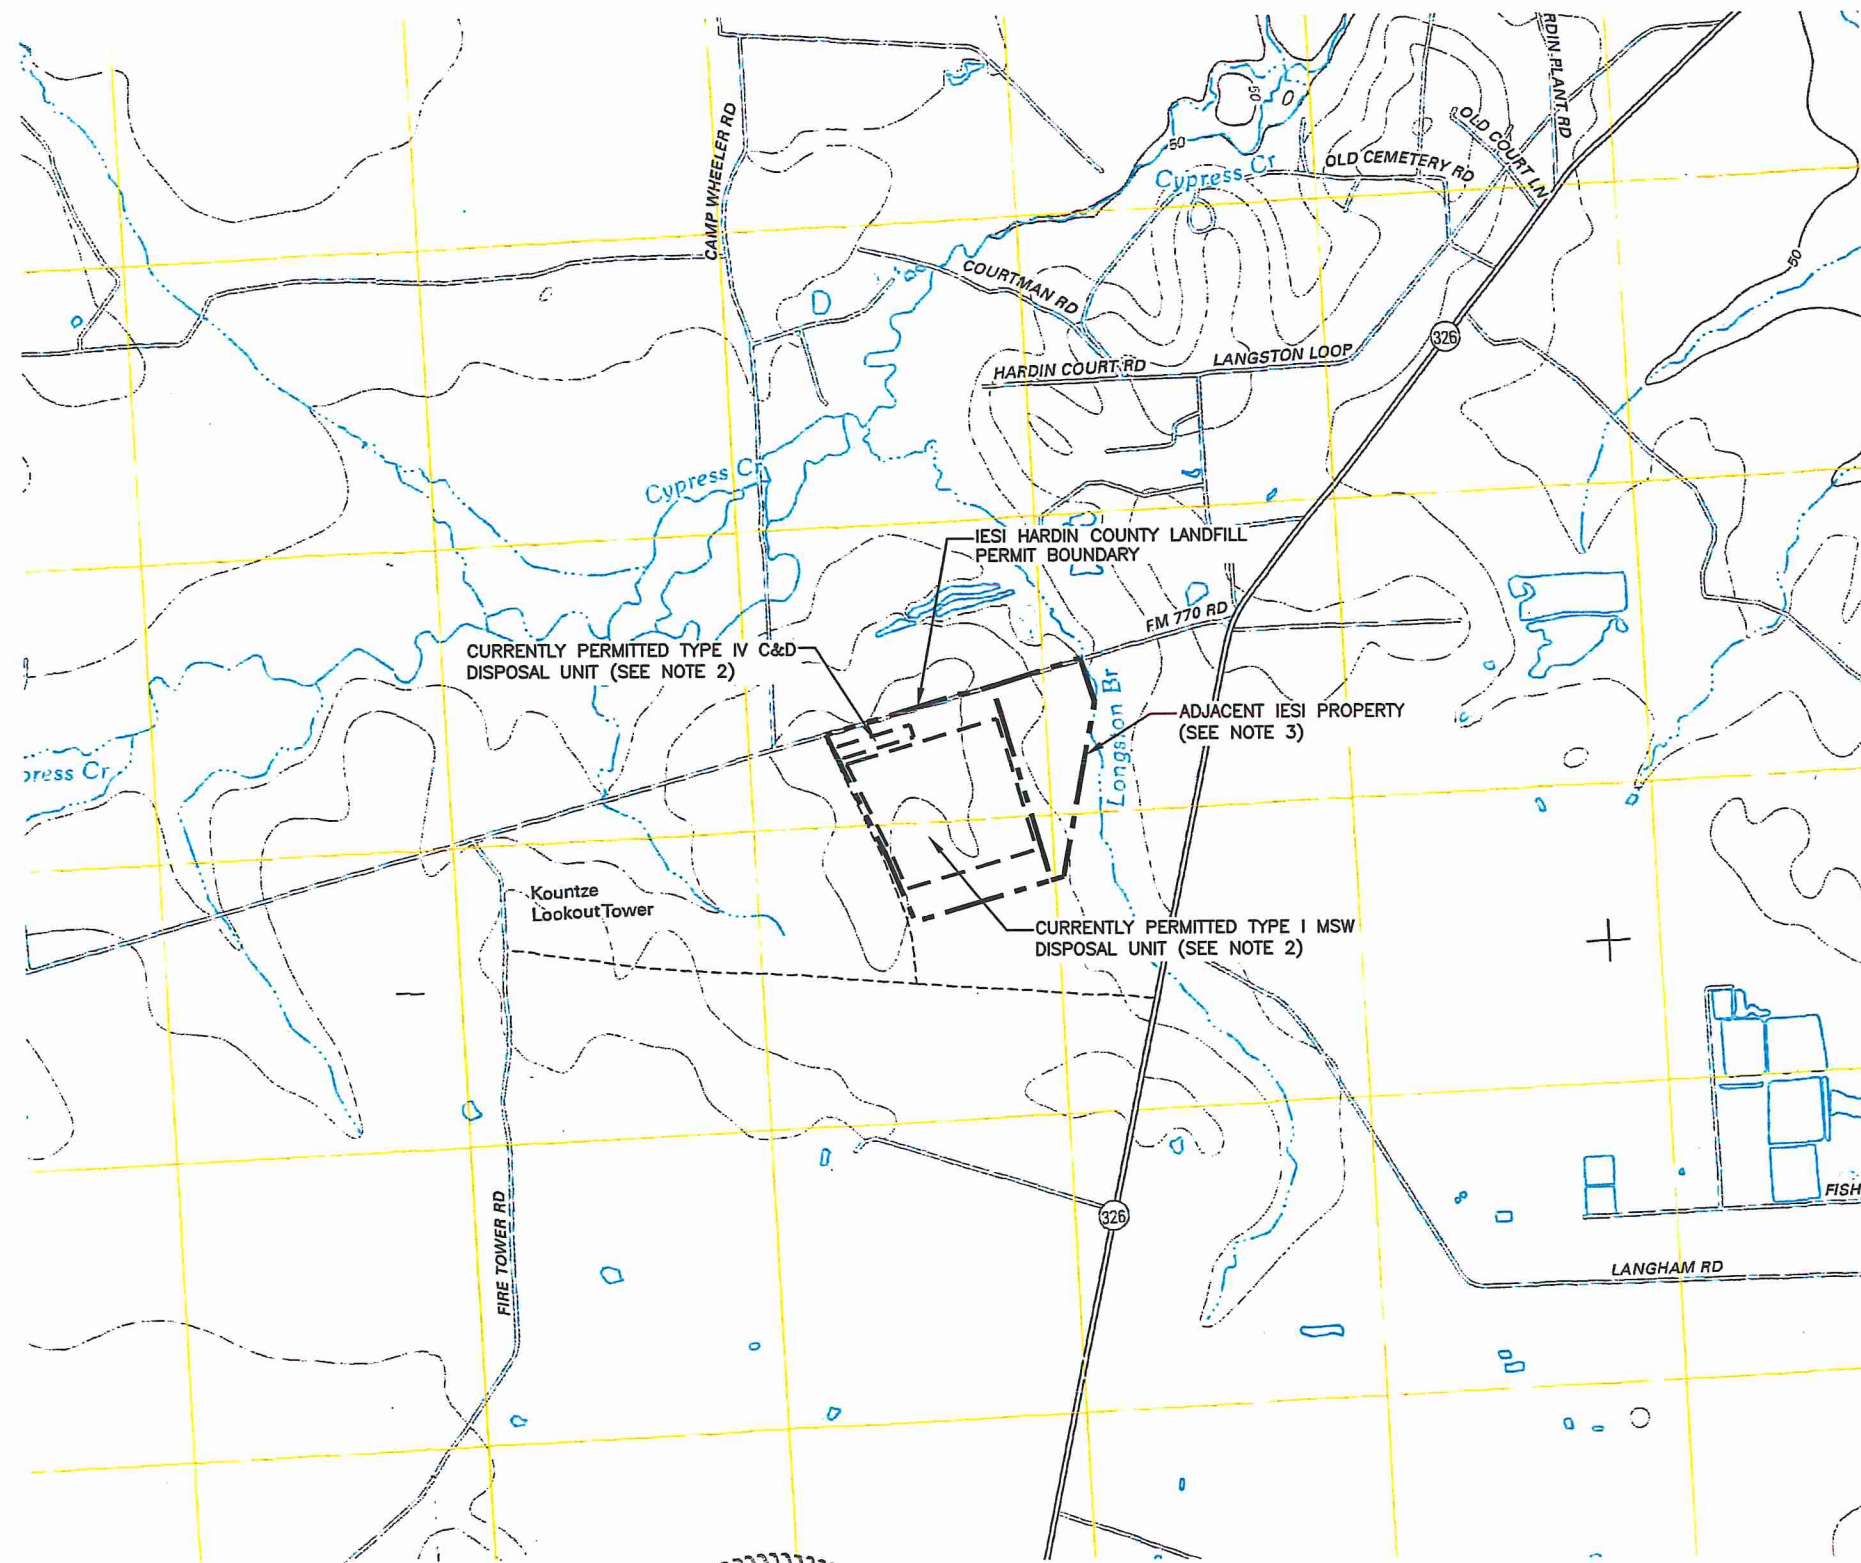 RDIN PLANT RD
50
CAMP WHEELER RD
OLD COURT LN
50
OLD CEMETERY RD
Cypress Cr
50
COURTMAN RD
326
LANGSTON LOOP
HARDIN COURT RD
Cypress Cr
IESI HARDIN COUNTY LANDFILL
PERMIT BOUNDARY
FM 770 RD
CURRENTLY PERMITTED TYPE IV C&D
DISPOSAL UNIT (SEE NOTE 2)
Longston Br
ADJACENT IESI PROPERTY
(SEE NOTE 3)
press Cr
Kountze
Lookout Tower
CURRENTLY PERMITTED TYPE I MSW
DISPOSAL UNIT (SEE NOTE 2)
FIRE TOWER RD
326
FISH
LANGHAM RD